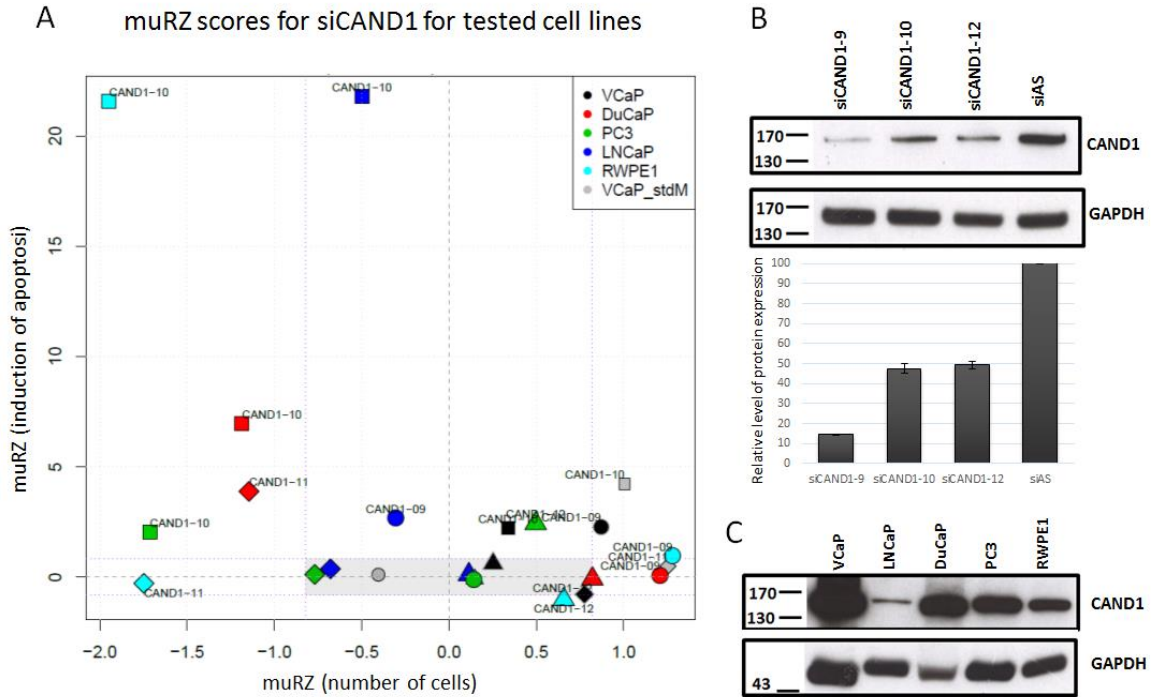 A
muRZ scores for siCAND1 for tested cell lines
muRZ (induction of apoptosi)
20
15
10
5
0
CAND1-10
CAND1-10
CAND1-10
CAND1-11
CAND1-10
CAND1-11
CAND1-09
CAND1-10
CAND1-09
CAND1-09
CAND1-09
CAND1-12
VCaP
DuCaP
PC3
LNCaP
RWPE1
VCaP_stdM
−2.0 −1.5 −1.0 −0.5 0.0 0.5 1.0
muRZ (number of cells)
B
siCAND1-9 siCAND1-10 siCAND1-12 siAS
170
130
CAND1
170
130
GAPDH
Relative level of protein expression
100
90
80
70
60
50
40
30
20
10
0
siCAND1-9 siCAND1-10 siCAND1-12 siAS
C
VCaP LNCaP DuCaP PC3 RWPE1
170
130
CAND1
43
GAPDH